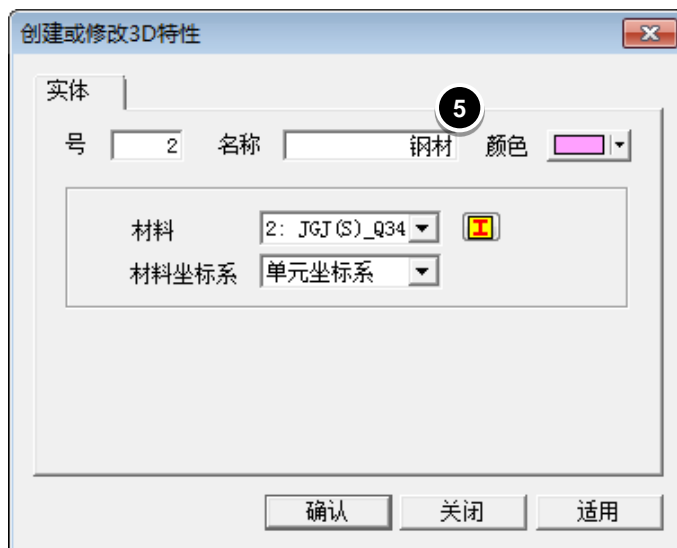 创建或修改3D特性
实体
5
号 2 名称 钢材 颜色
材料 2: JGJ(S)_Q34
材料坐标系 单元坐标系
确认 关闭 适用